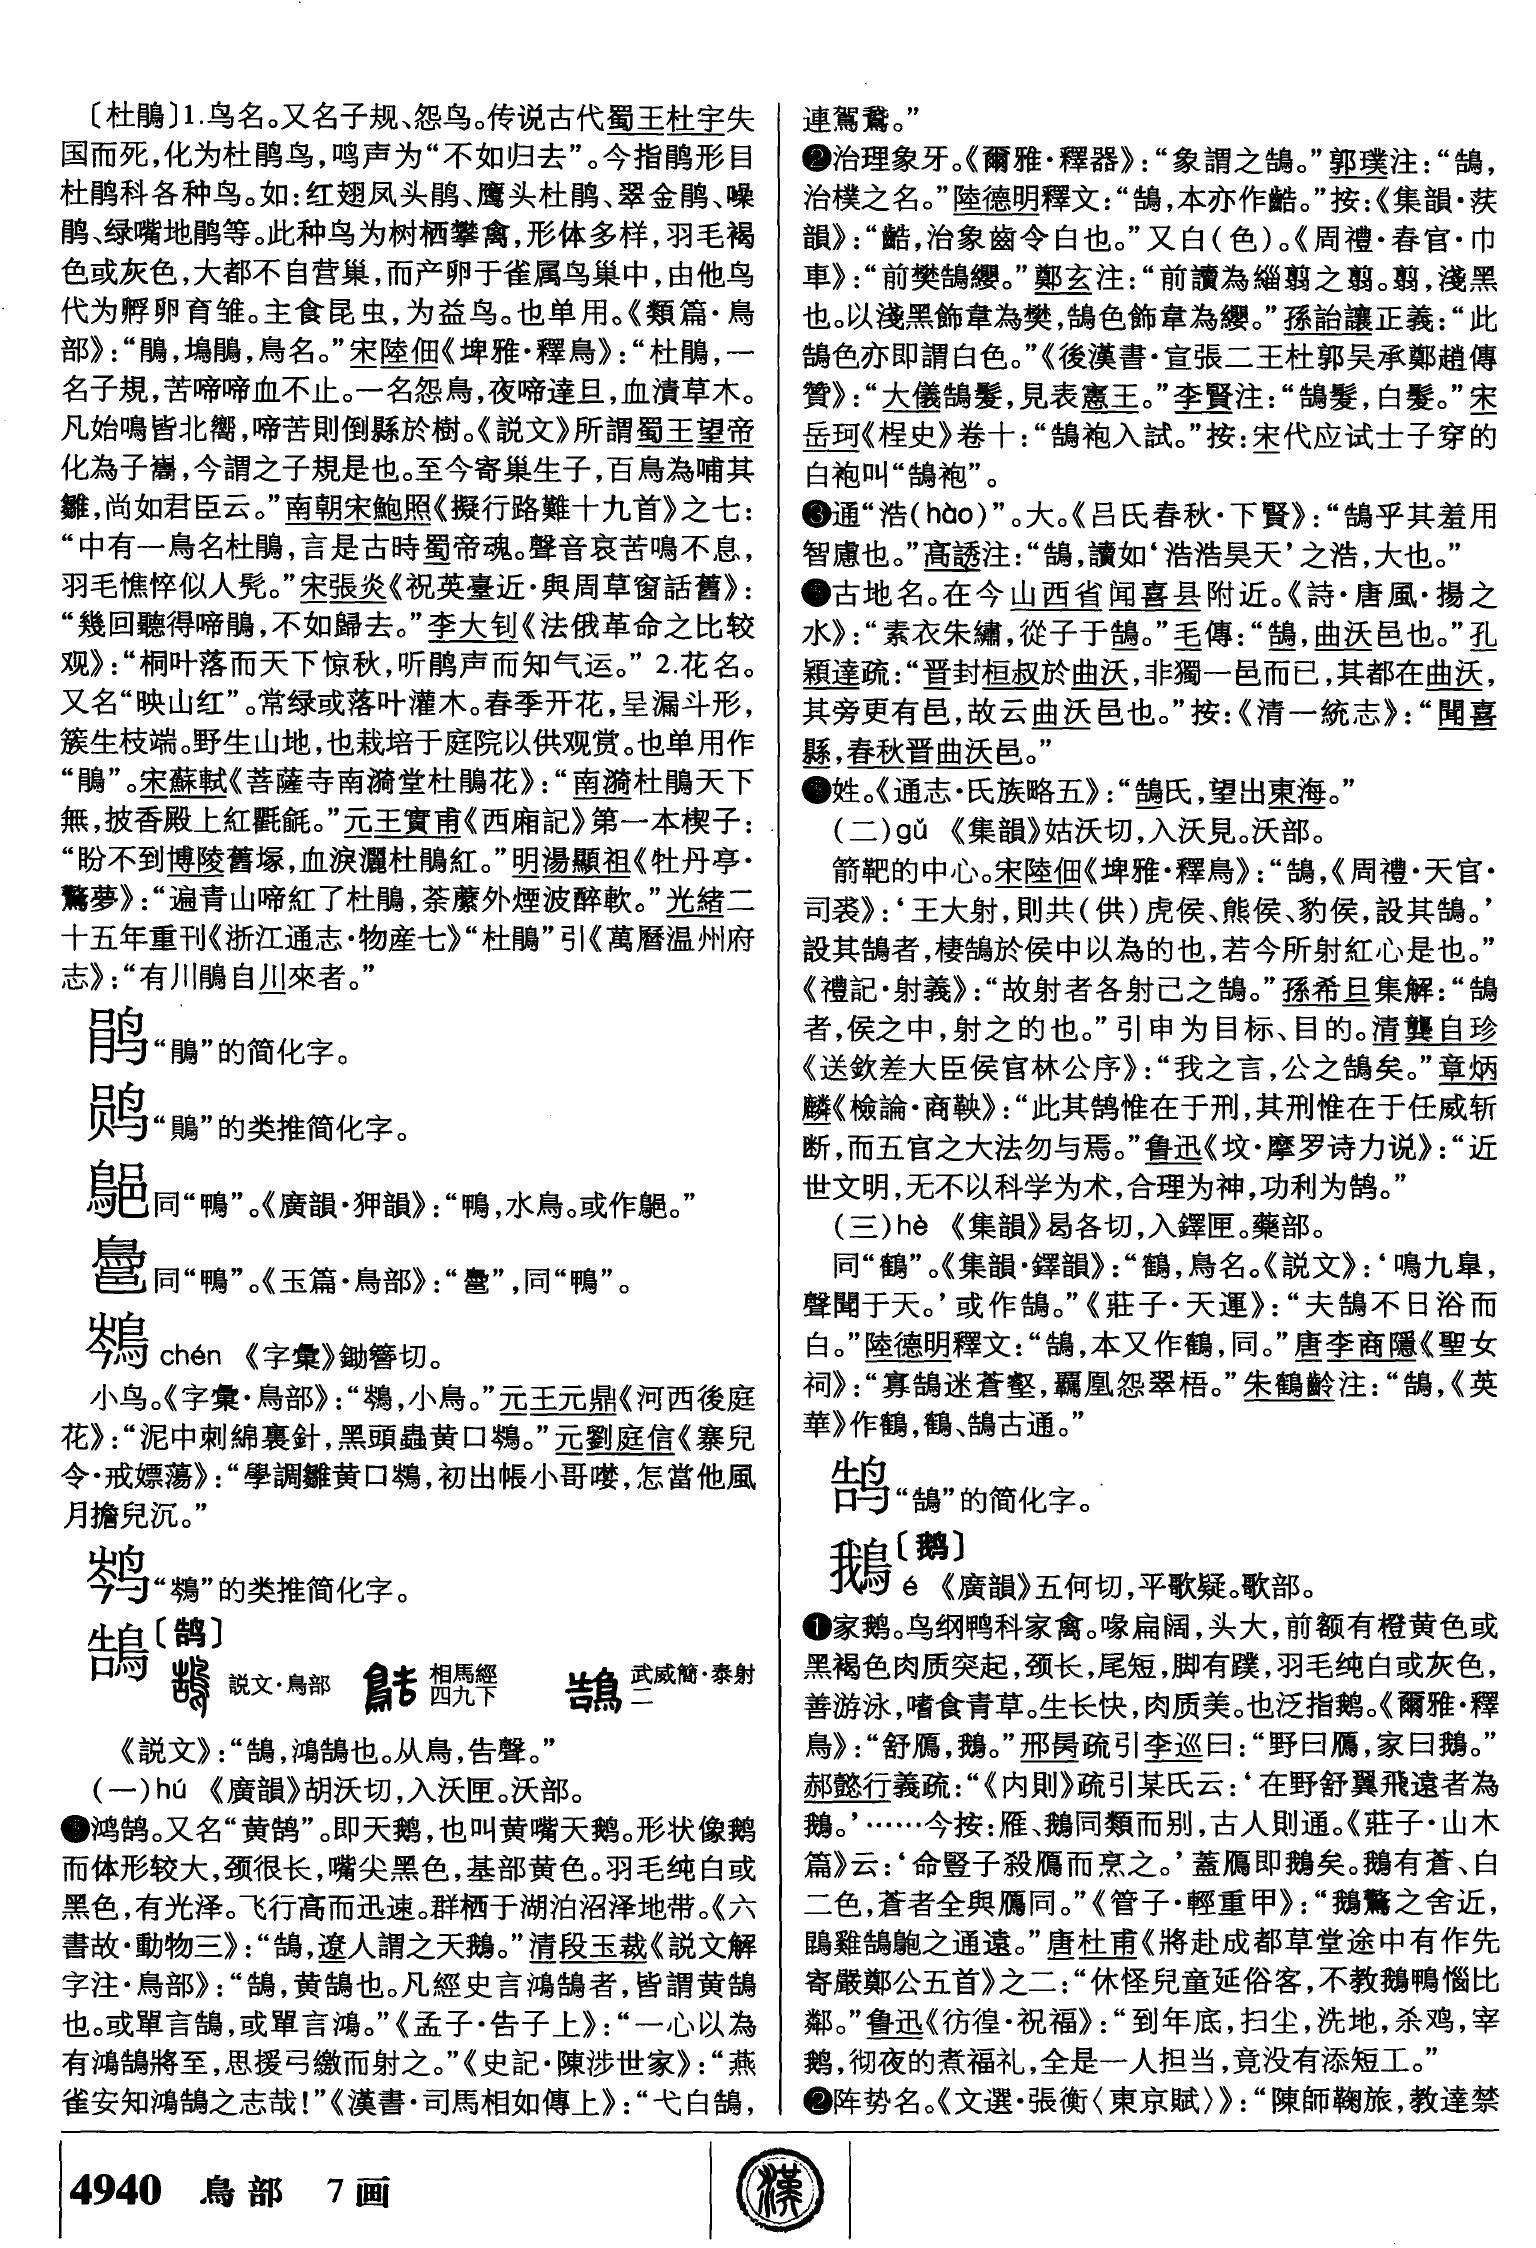 〔杜鵑〕1.鸟名。又名子规、怨鸟。传说古代蜀王杜宇失
国而死,化为杜鹃鸟,鸣声为“不如归去”。今指鹃形目
杜鹃科各种鸟。如:红翅凤头鹃、鹰头杜鹃、翠金鹃、噪
鹃、绿嘴地鹃等。此种鸟为树栖攀禽,形体多样,羽毛褐
色或灰色,大都不自营巢,而产卵于雀属鸟巢中,由他鸟
代为孵卵育雏。主食昆虫,为益鸟。也单用。《類篇·鳥
部》:“鵑,塢鵑,鳥名。”宋陸佃《埤雅·釋鳥》:“杜鵑,一
名子規,苦啼啼血不止。一名怨鳥,夜啼達旦,血漬草木。
凡始鳴皆北嚮,啼苦則倒縣於樹。《説文》所謂蜀王望帝
化為子巂,今謂之子規是也。至今寄巢生子,百鳥為哺其
雛,尚如君臣云。”南朝宋鮑照《擬行路難十九首》之七:
“中有一鳥名杜鵑,言是古時蜀帝魂。聲音哀苦鳴不息,
羽毛憔悴似人髡。”宋張炎《祝英臺近·與周草窗話舊》:
“幾回聽得啼鵑,不如歸去。”李大钊《法俄革命之比较
观》:“桐叶落而天下惊秋,听鹃声而知气运。” 2.花名。
又名“映山红”。常绿或落叶灌木。春季开花,呈漏斗形,
簇生枝端。野生山地,也栽培于庭院以供观赏。也单用作
“鵑”。宋蘇軾《菩薩寺南漪堂杜鵑花》:“南漪杜鵑天下
無,披香殿上紅氍毹。”元王實甫《西廂記》第一本楔子:
“盼不到博陵舊塚,血淚灑杜鵑紅。”明湯顯祖《牡丹亭·
驚夢》:“遍青山啼紅了杜鵑,荼蘼外煙波醉軟。”光緒二
十五年重刊《浙江通志·物産七》“杜鵑”引《萬曆温州府
志》:“有川鵑自川來者。”
鹃“鵑”的简化字。
“鵙”的类推简化字。
同“鴨”。《廣韻·狎韻》:“鴨,水鳥。或作䳌。”
同“鴨”。《玉篇·鳥部》:“”,同“鴨”。
chén 《字彙》鋤簪切。
小鸟。《字彙·鳥部》:“,小鳥。”元王元鼎《河西後庭
花》:“泥中刺綿裏針,黑頭蟲黄口。”元劉庭信《寨兒
令·戒嫖蕩》:“學調雛黄口,初出帳小哥喽,怎當他風
月擔兒沉。”
“”的类推简化字。
鵠〔鹄〕
説文·鳥部 相馬經四九下 武威簡·泰射二
《説文》:“鵠,鴻鵠也。从鳥,告聲。”
(一)hú 《廣韻》胡沃切,入沃匣。沃部。
❶鸿鹄。又名“黄鹄”。即天鹅,也叫黄嘴天鹅。形状像鹅
而体形较大,颈很长,嘴尖黑色,基部黄色。羽毛纯白或
黑色,有光泽。飞行高而迅速。群栖于湖泊沼泽地带。《六
書故·動物三》:“鵠,遼人謂之天鵝。”清段玉裁《説文解
字注·鳥部》:“鵠,黄鵠也。凡經史言鴻鵠者,皆謂黄鵠
也。或單言鵠,或單言鴻。”《孟子·告子上》:“一心以為
有鴻鵠將至,思援弓繳而射之。”《史記·陳涉世家》:“燕
雀安知鴻鵠之志哉!”《漢書·司馬相如傳上》:“弋白鵠,
連駕鵞。”
❷治理象牙。《爾雅·釋器》:“象謂之鵠。”郭璞注:“鵠,
治樸之名。”陸德明釋文:“鵠,本亦作䶜。”按:《集韻·茯
韻》:“䶜,治象齒令白也。”又白(色)。《周禮·春官·巾
車》:“前樊鵠纓。”鄭玄注:“前讀為緇翦之翦。翦,淺黑
也。以淺黑飾韋為樊,鵠色飾韋為纓。”孫詒讓正義:“此
鵠色亦即謂白色。”《後漢書·宣張二王杜郭吴承鄭趙傳
贊》:“大儀鵠髮,見表憲王。”李賢注:“鵠髮,白髮。”宋
岳珂《桯史》卷十:“鵠袍入試。”按:宋代应试士子穿的
白袍叫“鵠袍”。
❸通“浩(hào)”。大。《吕氏春秋·下賢》:“鵠乎其羞用
智慮也。”高誘注:“鵠,讀如‘浩浩昊天’之浩,大也。”
❹古地名。在今山西省闻喜县附近。《詩·唐風·揚之
水》:“素衣朱繡,從子于鵠。”毛傳:“鵠,曲沃邑也。”孔
穎達疏:“晋封桓叔於曲沃,非獨一邑而已,其都在曲沃,
其旁更有邑,故云曲沃邑也。”按:《清一統志》:“聞喜
縣,春秋晋曲沃邑。”
❺姓。《通志·氏族略五》:“鵠氏,望出東海。”
(二)gǔ 《集韻》姑沃切,入沃見。沃部。
箭靶的中心。宋陸佃《埤雅·釋鳥》:“鵠,《周禮·天官·
司裘》:‘王大射,則共(供)虎侯、熊侯、豹侯,設其鵠。’
設其鵠者,棲鵠於侯中以為的也,若今所射紅心是也。”
《禮記·射義》:“故射者各射己之鵠。”孫希旦集解:“鵠
者,侯之中,射之的也。”引申为目标、目的。清龔自珍
《送欽差大臣侯官林公序》:“我之言,公之鵠矣。”章炳
麟《檢論·商鞅》:“此其鹄惟在于刑,其刑惟在于任威斩
断,而五官之大法勿与焉。”鲁迅《坟·摩罗诗力说》:“近
世文明,无不以科学为术,合理为神,功利为鹄。”
(三)hè 《集韻》曷各切,入鐸匣。藥部。
同“鶴”。《集韻·鐸韻》:“鶴,鳥名。《説文》:‘鳴九臯,
聲聞于天。’或作鵠。”《莊子·天運》:“夫鵠不日浴而
白。”陸德明釋文:“鵠,本又作鶴,同。”唐李商隱《聖女
祠》:“寡鵠迷蒼壑,羈凰怨翠梧。”朱鶴齡注:“鵠,《英
華》作鶴,鶴、鵠古通。”
鹄“鵠”的简化字。
鵝〔鹅〕
é 《廣韻》五何切,平歌疑。歌部。
❶家鹅。鸟纲鸭科家禽。喙扁阔,头大,前额有橙黄色或
黑褐色肉质突起,颈长,尾短,脚有蹼,羽毛纯白或灰色,
善游泳,嗜食青草。生长快,肉质美。也泛指鹅。《爾雅·釋
鳥》:“舒鴈,鵝。”邢昺疏引李巡曰:“野曰鴈,家曰鵝。”
郝懿行義疏:“《内則》疏引某氏云:‘在野舒翼飛遠者為
鵝。’……今按:雁、鵝同類而别,古人則通。《莊子·山木
篇》云:‘命豎子殺鴈而烹之。’蓋鴈即鵝矣。鵝有蒼、白
二色,蒼者全與鴈同。”《管子·輕重甲》:“鵝驁之舍近,
鵾雞鵠鴇之通遠。”唐杜甫《將赴成都草堂途中有作先
寄嚴鄭公五首》之二:“休怪兒童延俗客,不教鵝鴨惱比
鄰。”鲁迅《彷徨·祝福》:“到年底,扫尘,洗地,杀鸡,宰
鹅,彻夜的煮福礼,全是一人担当,竟没有添短工。”
❷阵势名。《文選·張衡〈東京賦〉》:“陳師鞠旅,教達禁
4940 鳥部 7画
漢